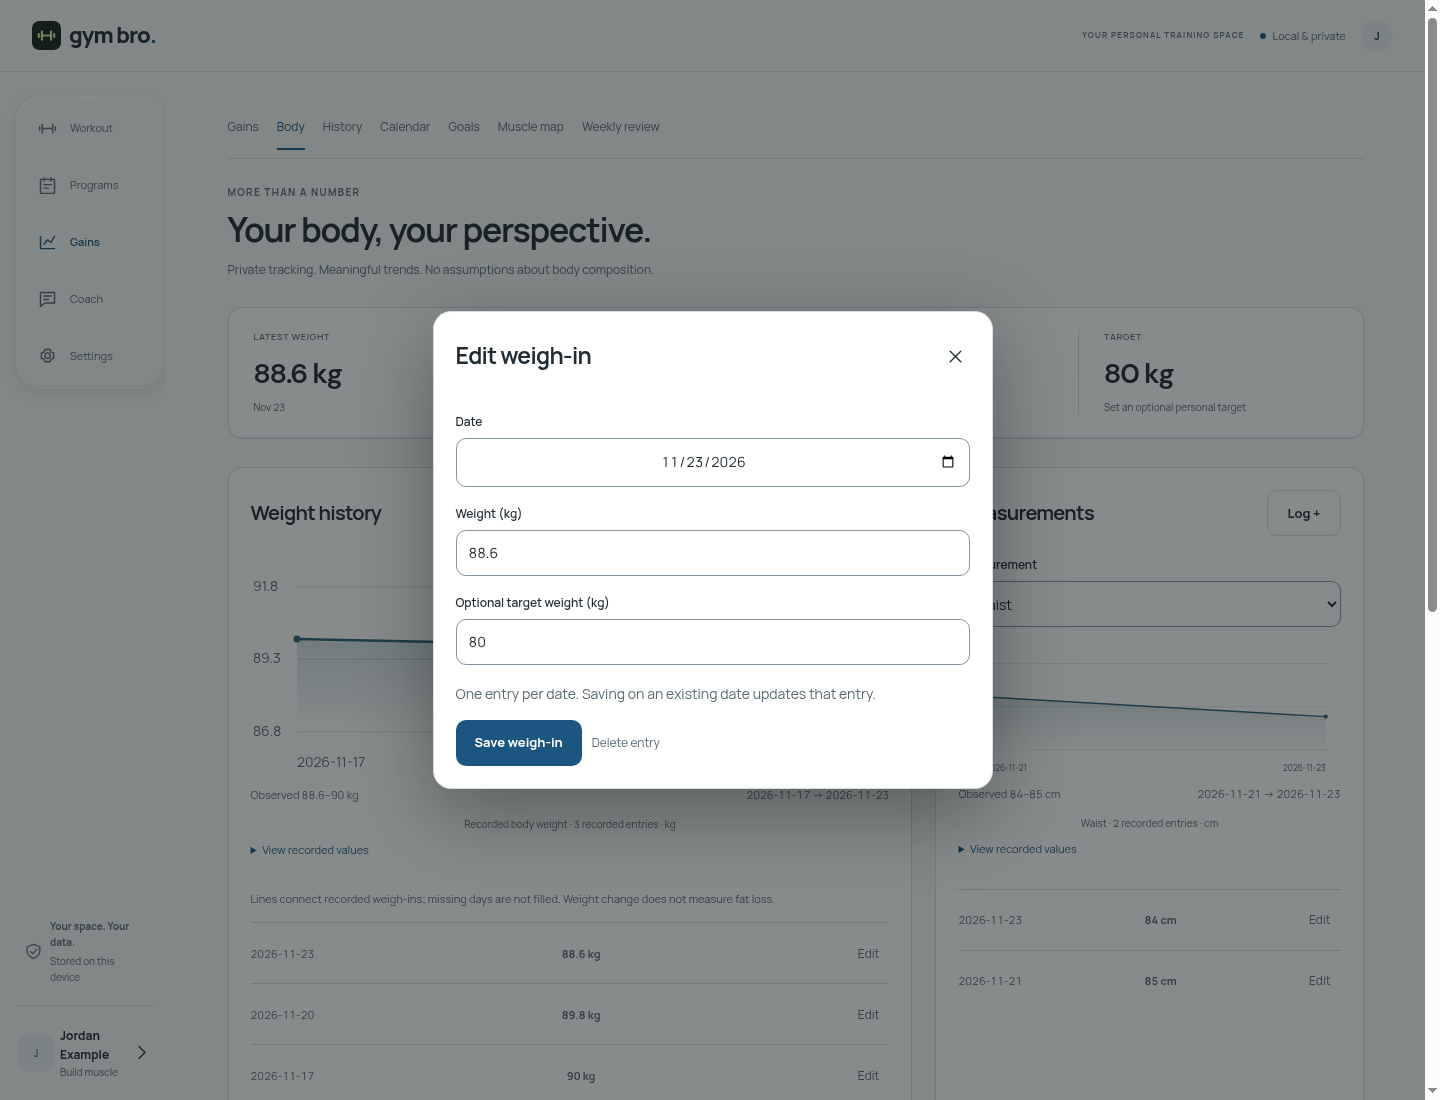 gym bro.
YOUR PERSONAL TRAINING SPACE
Local & private
J
Workout
Programs
Gains
Coach
Settings
Gains
Body
History
Calendar
Goals
Muscle map
Weekly review
MORE THAN A NUMBER
Your body, your perspective.
Private tracking. Meaningful trends. No assumptions about body composition.
LATEST WEIGHT
88.6 kg
Nov 23
TARGET
80 kg
Set an optional personal target
Edit weigh-in
Date
11/23/2026
Weight (kg)
88.6
Optional target weight (kg)
80
One entry per date. Saving on an existing date updates that entry.
Save weigh-in
Delete entry
Weight history
91.8
89.3
86.8
2026-11-17
Observed 88.6–90 kg
2026-11-17 → 2026-11-23
Recorded body weight · 3 recorded entries · kg
View recorded values
Lines connect recorded weigh-ins; missing days are not filled. Weight change does not measure fat loss.
2026-11-23
88.6 kg
Edit
2026-11-20
89.8 kg
Edit
2026-11-17
90 kg
Edit
Log +
2026-11-23
Observed 84–85 cm
2026-11-21 → 2026-11-23
Waist · 2 recorded entries · cm
View recorded values
2026-11-23
84 cm
Edit
2026-11-21
85 cm
Edit
Your space. Your
data.
Stored on this
device
J
Jordan
Example
Build muscle